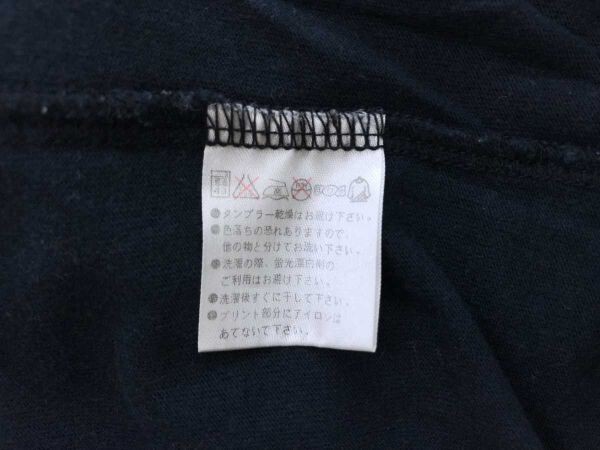 ●タンブラー乾燥はお避け下さい。
●色落ちの恐れありますので、
他の物と分けてお洗い下さい。
●洗濯の際、蛍光漂白剤の
ご利用はお避け下さい。
●洗濯後すぐに干して下さい。
●プリント部分にアイロンは
あてないで下さい。